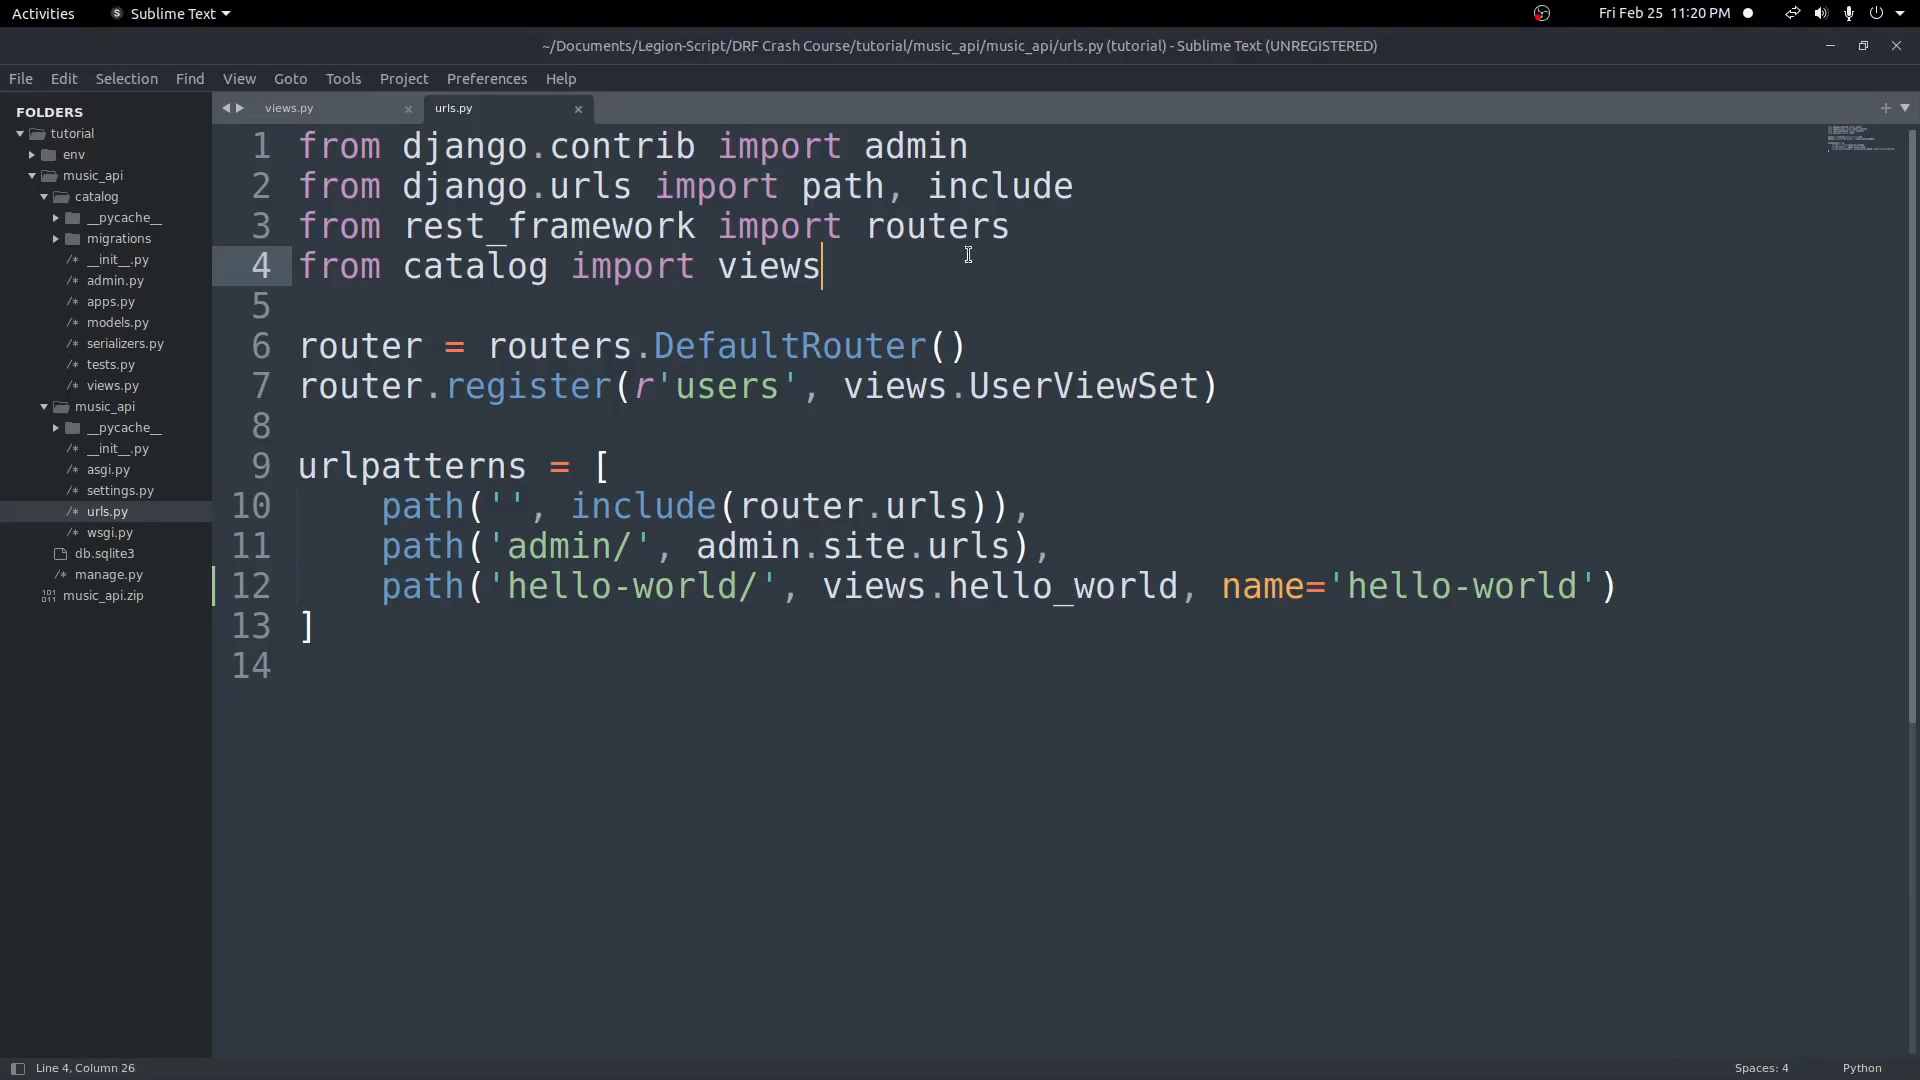 Activities
Sublime Text
Fri Feb 25 11:20 PM
~/Documents/Legion-Script/DRF Crash Course/tutorial/music_api/music_api/urls.py (tutorial) - Sublime Text (UNREGISTERED)
File Edit Selection Find View Goto Tools Project Preferences Help
FOLDERS
tutorial
env
music_api
catalog
__pycache__
migrations
/* __init__.py
/* admin.py
/* apps.py
/* models.py
/* serializers.py
/* tests.py
/* views.py
music_api
__pycache__
/* __init__.py
/* asgi.py
/* settings.py
/* urls.py
/* wsgi.py
db.sqlite3
/* manage.py
music_api.zip
views.py × urls.py ×
1 from django.contrib import admin
2 from django.urls import path, include
3 from rest_framework import routers
4 from catalog import views
5
6 router = routers.DefaultRouter()
7 router.register(r'users', views.UserViewSet)
8
9 urlpatterns = [
10     path('', include(router.urls)),
11     path('admin/', admin.site.urls),
12     path('hello-world/', views.hello_world, name='hello-world')
13 ]
14
Line 4, Column 26
Spaces: 4
Python